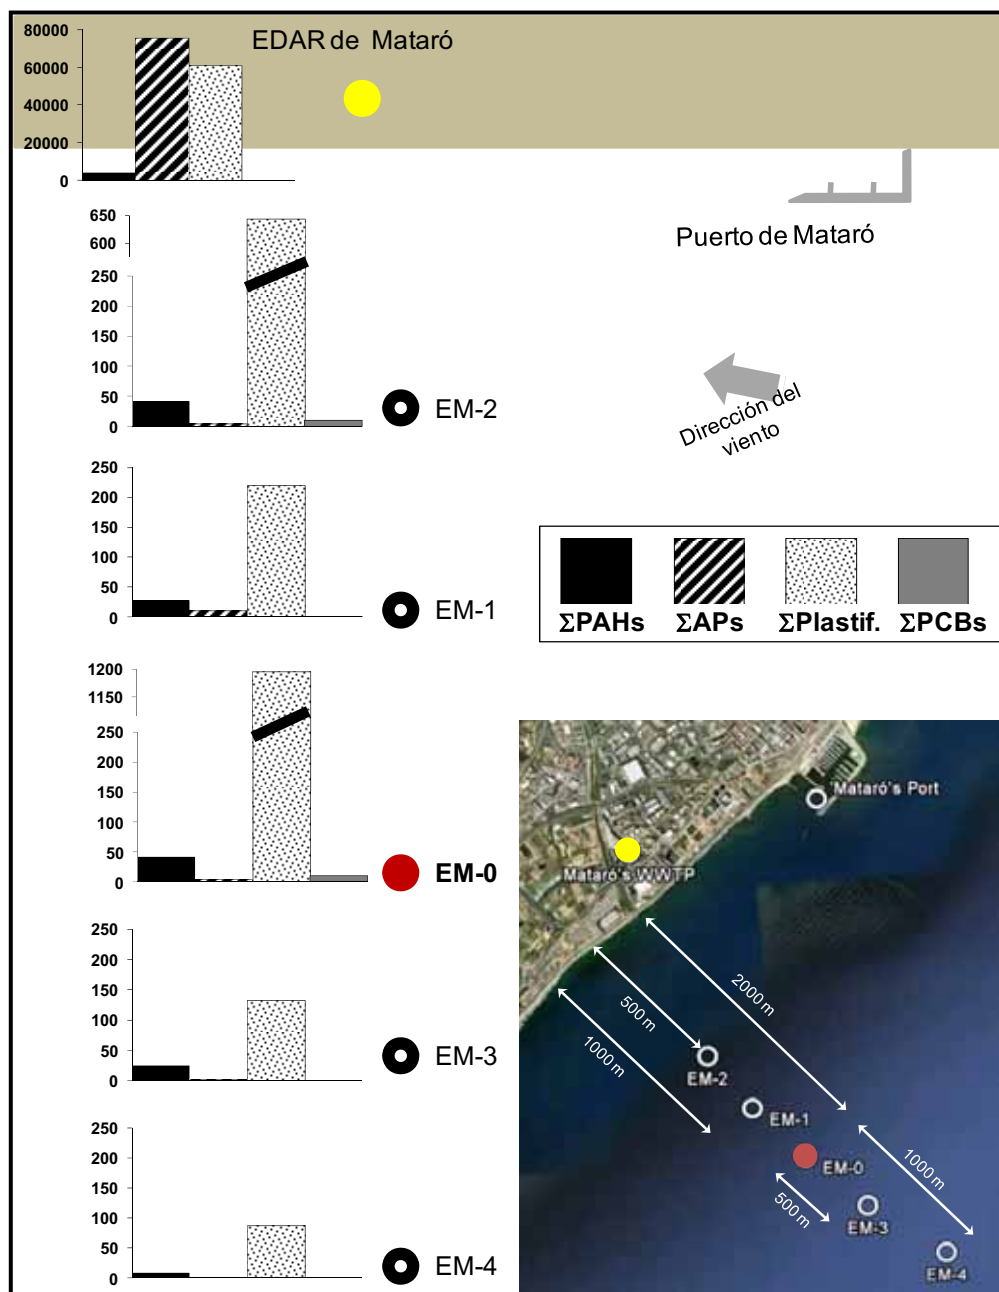 80000
60000
40000
20000
0
EDAR de Mataró
Puerto de Mataró
650
600
250
200
150
100
50
0
EM-2
Dirección del
viento
250
200
150
100
50
0
EM-1
ΣPAHs ΣAPs ΣPlastif. ΣPCBs
1200
1150
250
200
150
100
50
0
EM-0
250
200
150
100
50
0
EM-3
250
200
150
100
50
0
EM-4
Mataró's Port
Mataró's WWTP
2000 m
500 m
1000 m
EM-2
EM-1
EM-0
1000 m
500 m
EM-3
EM-4